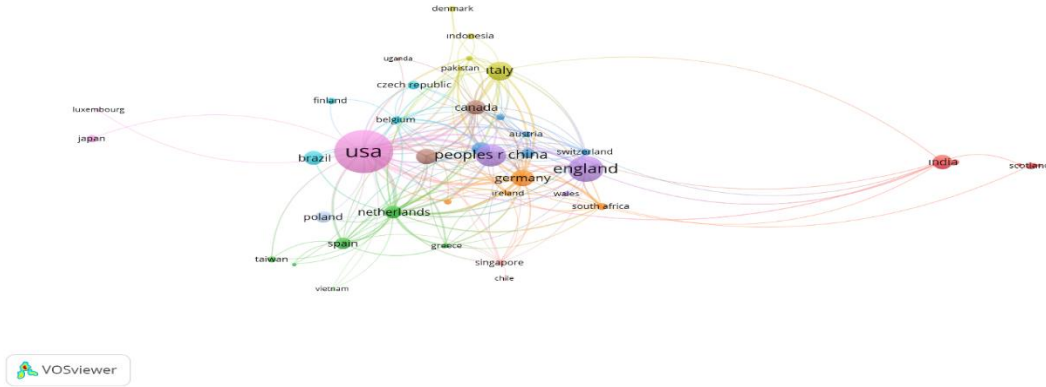 denmark
indonesia
uganda
pakistan
italy
czech republic
finland
canada
luxembourg
belgium
austria
japan
usa
brazil
peoples r china
switzerland
england
india
scotland
germany
ireland
wales
south africa
netherlands
poland
spain
greece
taiwan
singapore
chile
vietnam
VOSviewer